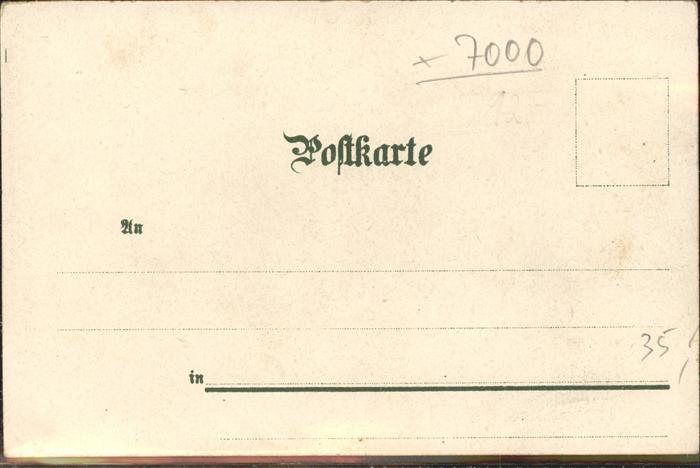 × 7000
Postkarte
An
35
in